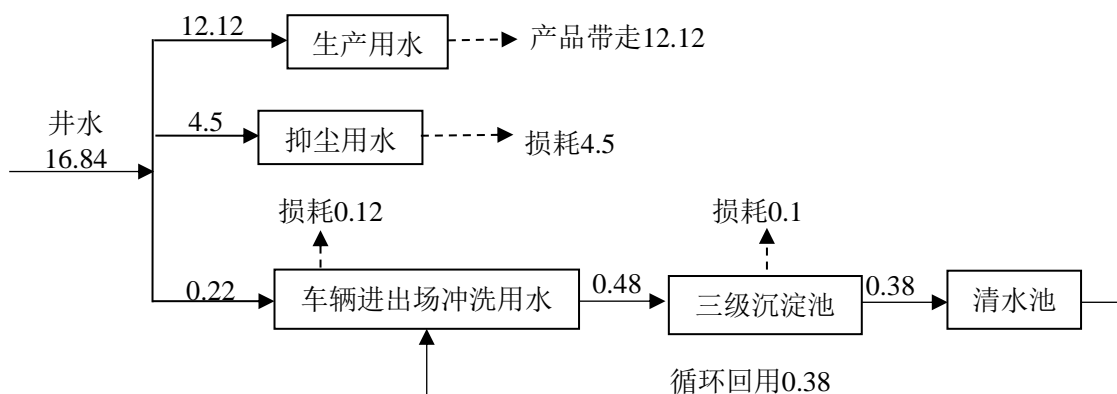 12.12
生产用水
产品带走12.12
井水
16.84
4.5
抑尘用水
损耗4.5
损耗0.12
损耗0.1
0.22
车辆进出场冲洗用水
0.48
三级沉淀池
0.38
清水池
循环回用0.38